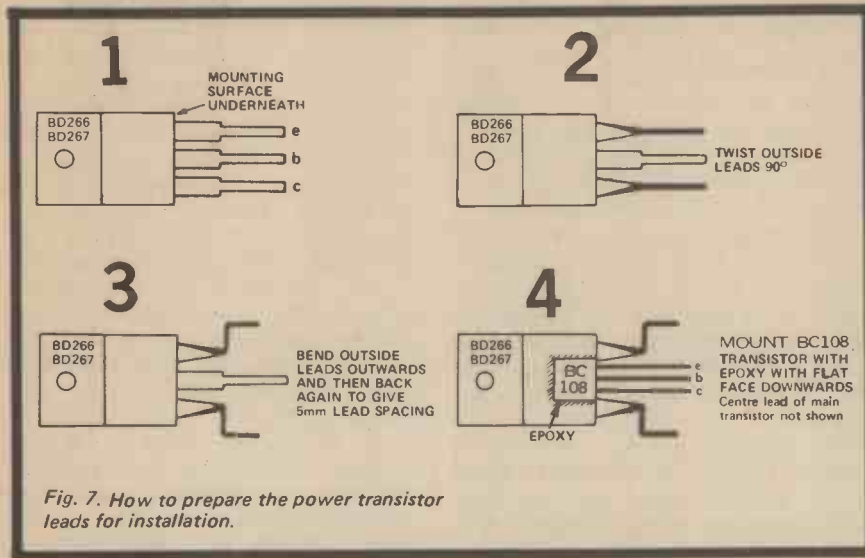 1
MOUNTING
SURFACE
UNDERNEATH
BD266
BD267
e
b
c
2
BD266
BD267
TWIST OUTSIDE
LEADS 90°
3
BD266
BD267
BEND OUTSIDE
LEADS OUTWARDS
AND THEN BACK
AGAIN TO GIVE
5mm LEAD SPACING
4
BD266
BD267
BC
108
e
b
c
EPOXY
MOUNT BC108
TRANSISTOR WITH
EPOXY WITH FLAT
FACE DOWNWARDS
Centre lead of main
transistor not shown
Fig. 7. How to prepare the power transistor
leads for installation.